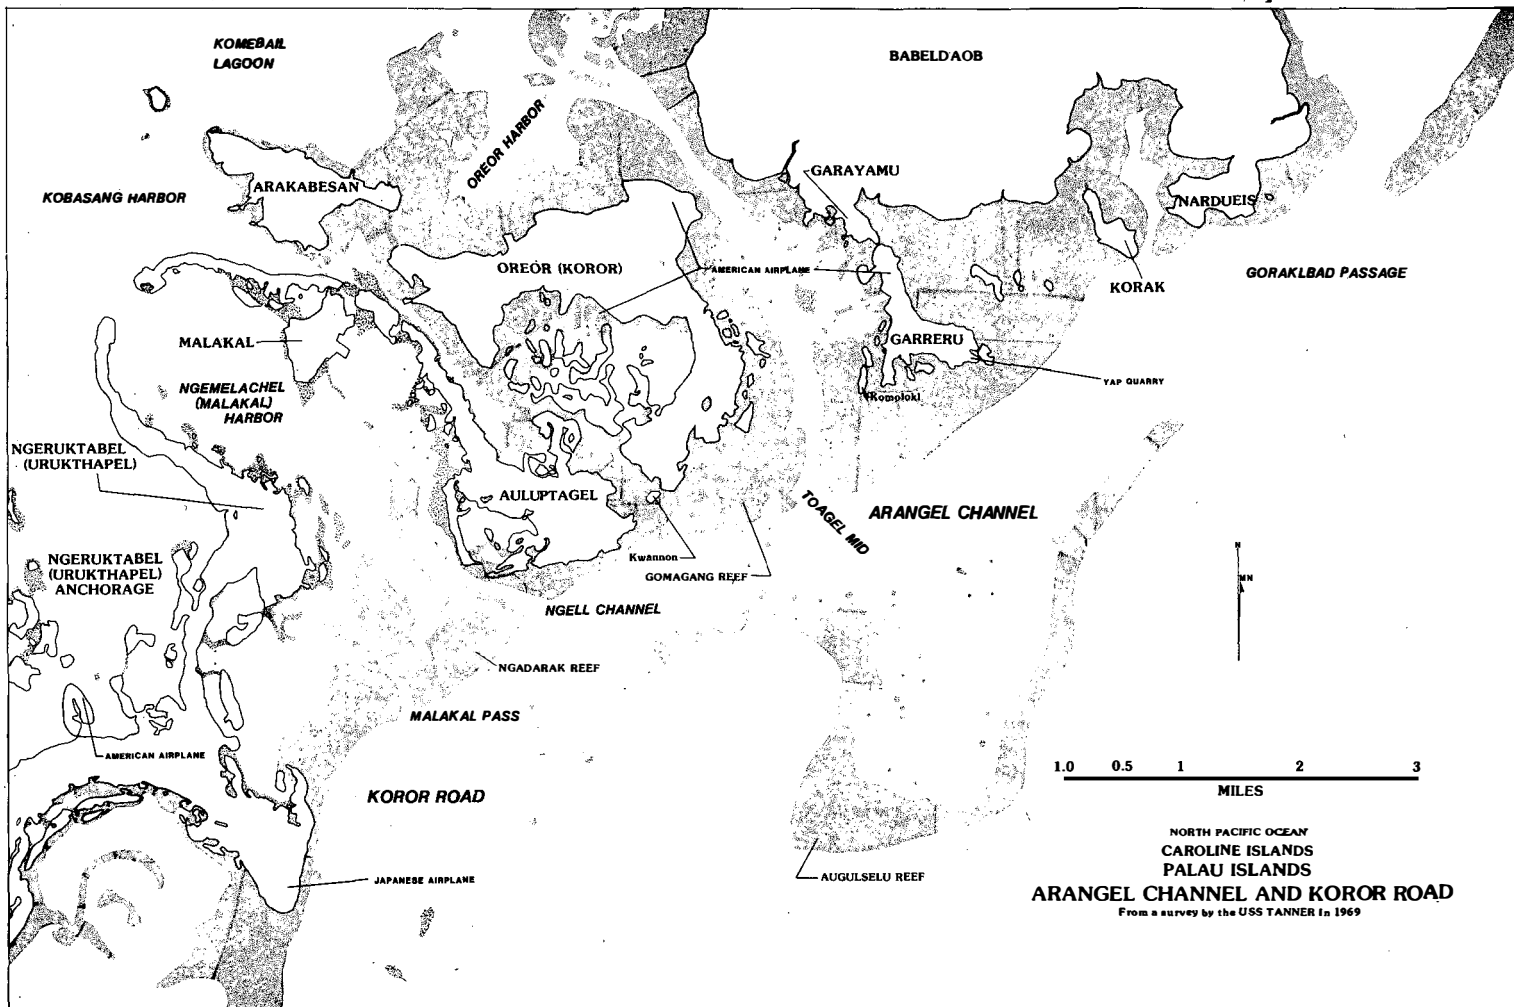 KOMEBAIL
LAGOON
BABELDAOB
OREOR HARBOR
GARAYAMU
ARAKABESAN
KOBASANG HARBOR
NARDUEIS
OREOR (KOROR)
AMERICAN AIRPLANE
GORAKLBAD PASSAGE
KORAK
MALAKAL
GARRERU
YAP QUARRY
NGEMELACHEL
(MALAKAL)
HARBOR
Komoloki
NGERUKTABEL
(URUKTHAPEL)
AULUPTAGEL
TOAGEL MID
ARANGEL CHANNEL
NGERUKTABEL
(URUKTHAPEL)
ANCHORAGE
Kwannon
GOMAGANG REEF
N
MN
NGELL CHANNEL
NGADARAK REEF
MALAKAL PASS
AMERICAN AIRPLANE
1.0 0.5 1 2 3
MILES
KOROR ROAD
NORTH PACIFIC OCEAN
CAROLINE ISLANDS
PALAU ISLANDS
ARANGEL CHANNEL AND KOROR ROAD
From a survey by the USS TANNER in 1969
JAPANESE AIRPLANE
AUGULSELU REEF